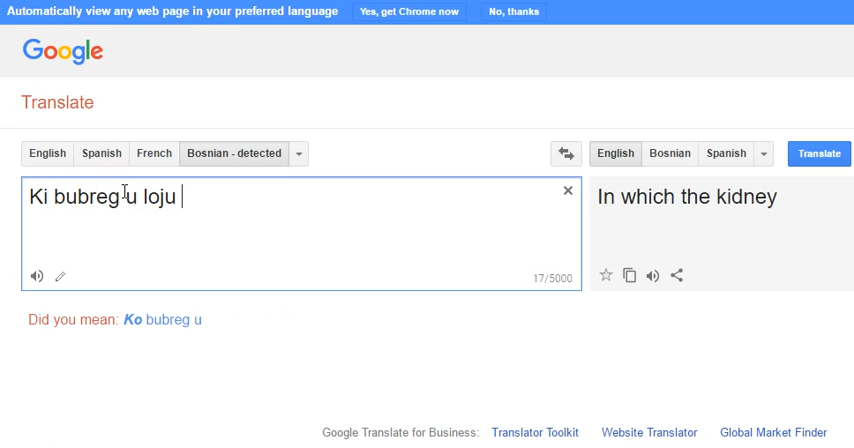 Automatically view any web page in your preferred language Yes, get Chrome now No, thanks
Google
Translate
English Spanish French Bosnian - detected English Bosnian Spanish Translate
Ki bubreg u loju In which the kidney
17/5000
Did you mean: Ko bubreg u
Google Translate for Business: Translator Toolkit Website Translator Global Market Finder